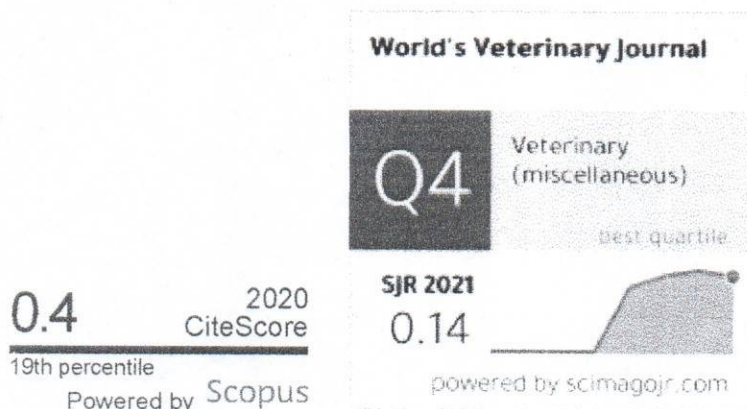 0.4
2020
CiteScore
19th percentile
Powered by Scopus
World's Veterinary Journal
Q4
Veterinary
(miscellaneous)
best quartile
SJR 2021
0.14
powered by scimagojr.com